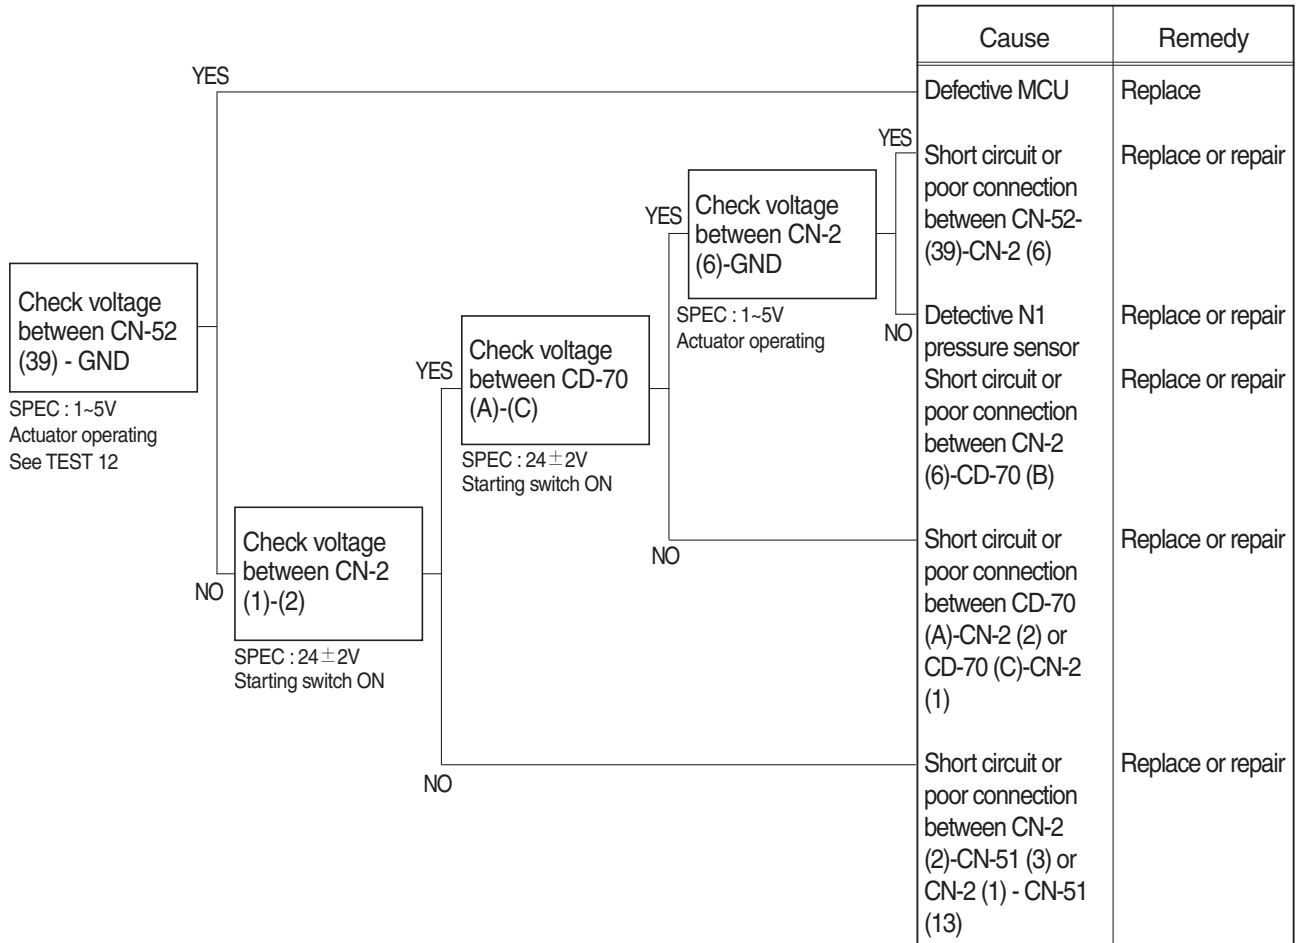 Cause
Remedy
YES
Defective MCU
Replace
YES
Short circuit or
poor connection
between CN-52-
(39)-CN-2 (6)
Replace or repair
YES
Check voltage
between CN-2
(6)-GND
SPEC : 1~5V
Actuator operating
NO
Detective N1
pressure sensor
Replace or repair
Short circuit or
poor connection
between CN-2
(6)-CD-70 (B)
Replace or repair
Check voltage
between CN-52
(39) - GND
SPEC : 1~5V
Actuator operating
See TEST 12
YES
Check voltage
between CD-70
(A)-(C)
SPEC : 24±2V
Starting switch ON
NO
Short circuit or
poor connection
between CD-70
(A)-CN-2 (2) or
CD-70 (C)-CN-2
(1)
Replace or repair
NO
Check voltage
between CN-2
(1)-(2)
SPEC : 24±2V
Starting switch ON
NO
Short circuit or
poor connection
between CN-2
(2)-CN-51 (3) or
CN-2 (1) - CN-51
(13)
Replace or repair